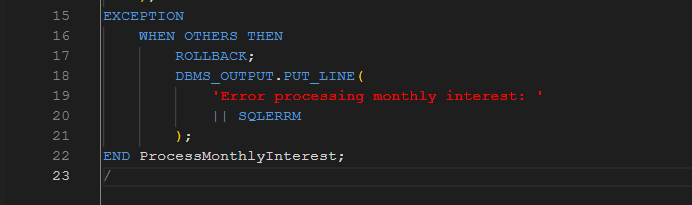 );
15 EXCEPTION
16     WHEN OTHERS THEN
17         ROLLBACK;
18         DBMS_OUTPUT.PUT_LINE(
19             'Error processing monthly interest: '
20             || SQLERRM
21         );
22 END ProcessMonthlyInterest;
23 /